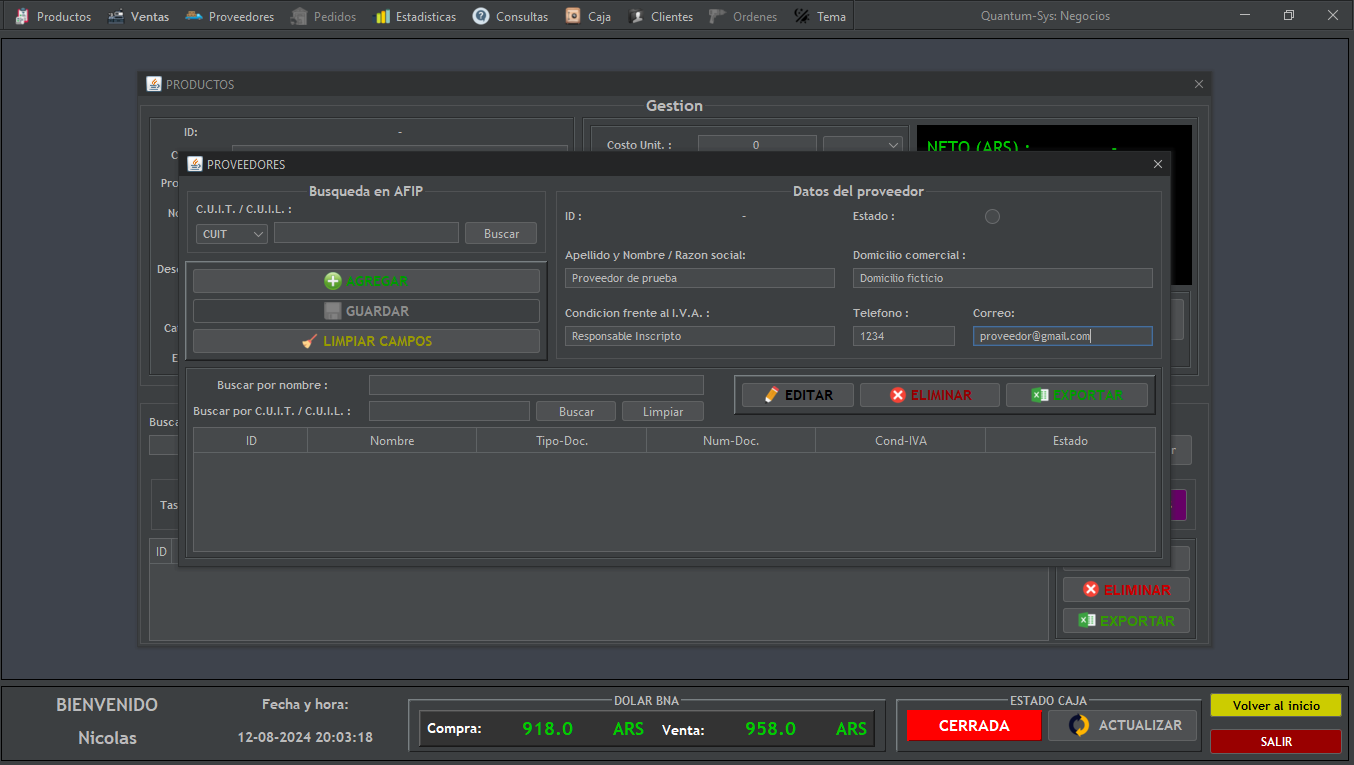 Productos Ventas Proveedores Pedidos Estadisticas Consultas Caja Clientes Ordenes Tema Quantum-Sys: Negocios
PRODUCTOS
Gestion
ID: -
Costo Unit. : 0
NETO (ARS) : -
PROVEEDORES
Busqueda en AFIP
C.U.I.T. / C.U.I.L. :
CUIT Buscar
AGREGAR
GUARDAR
LIMPIAR CAMPOS
Datos del proveedor
ID : - Estado :
Apellido y Nombre / Razon social: Domicilio comercial :
Proveedor de prueba Domicilio ficticio
Condicion frente al I.V.A. : Telefono : Correo:
Responsable Inscripto 1234 proveedor@gmail.com
Buscar por nombre :
Buscar por C.U.I.T. / C.U.I.L. : Buscar Limpiar
EDITAR ELIMINAR EXPORTAR
ID Nombre Tipo-Doc. Num-Doc. Cond-IVA Estado
ID
ELIMINAR
EXPORTAR
BIENVENIDO
Nicolas
Fecha y hora:
12-08-2024 20:03:18
DOLAR BNA
Compra: 918.0 ARS Venta: 958.0 ARS
ESTADO CAJA
CERRADA ACTUALIZAR
Volver al inicio
SALIR